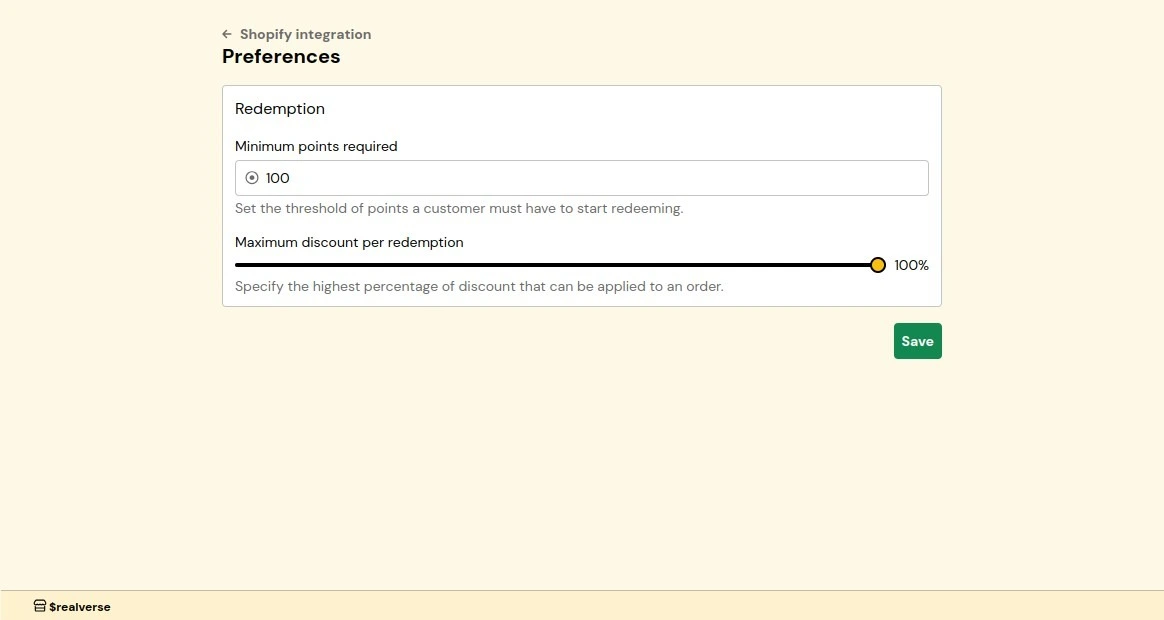 ← Shopify integration
Preferences
Redemption
Minimum points required
100
Set the threshold of points a customer must have to start redeeming.
Maximum discount per redemption
100%
Specify the highest percentage of discount that can be applied to an order.
Save
$realverse